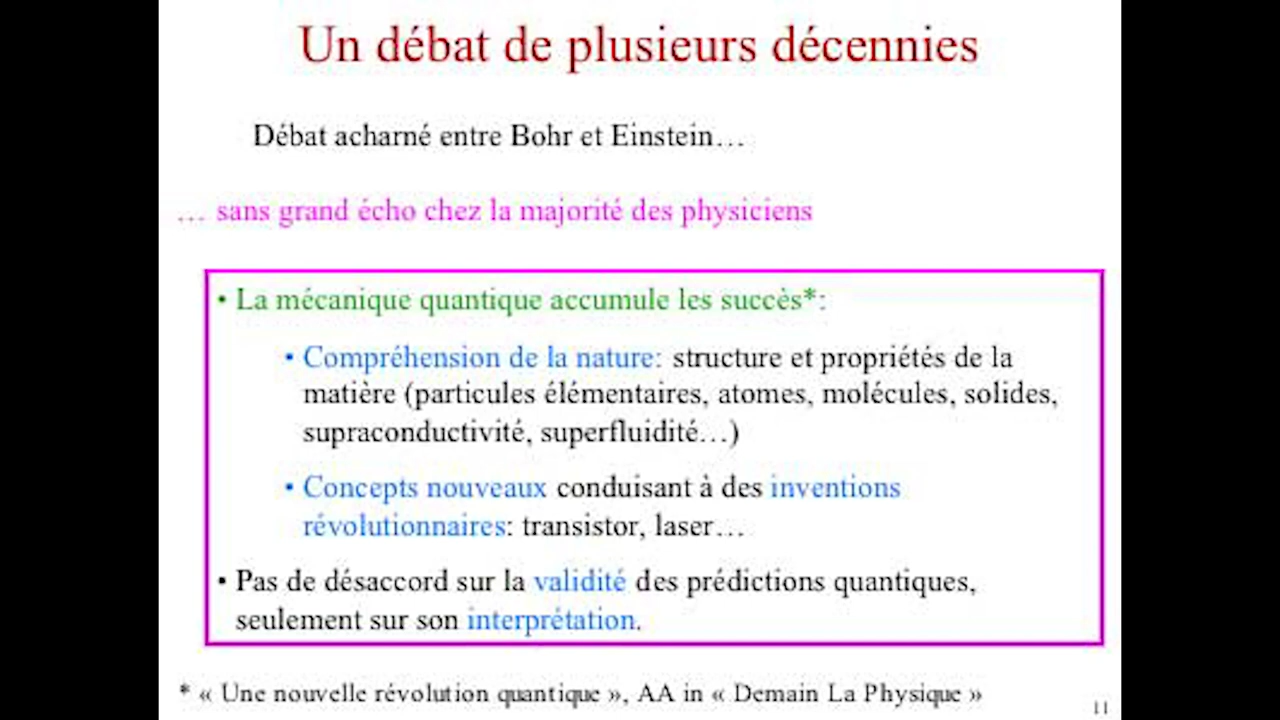 Un débat de plusieurs décennies
Débat acharné entre Bohr et Einstein…
… sans grand écho chez la majorité des physiciens
• La mécanique quantique accumule les succès*:
• Compréhension de la nature: structure et propriétés de la
matière (particules élémentaires, atomes, molécules, solides,
supraconductivité, superfluidité…)
• Concepts nouveaux conduisant à des inventions
révolutionnaires: transistor, laser…
• Pas de désaccord sur la validité des prédictions quantiques,
seulement sur son interprétation.
* « Une nouvelle révolution quantique », AA in « Demain La Physique »
11